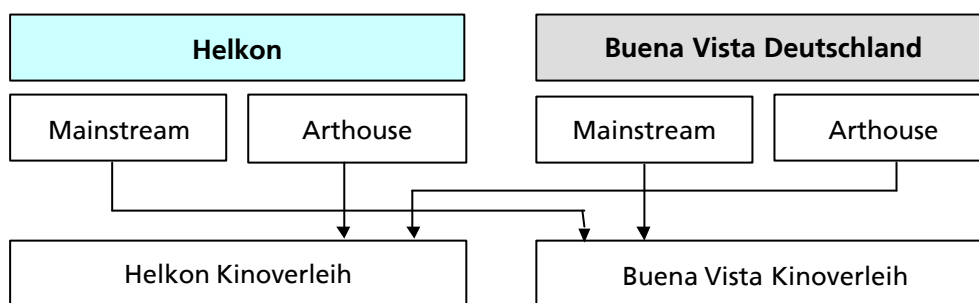 Helkon
Buena Vista Deutschland
Mainstream
Arthouse
Mainstream
Arthouse
Helkon Kinoverleih
Buena Vista Kinoverleih